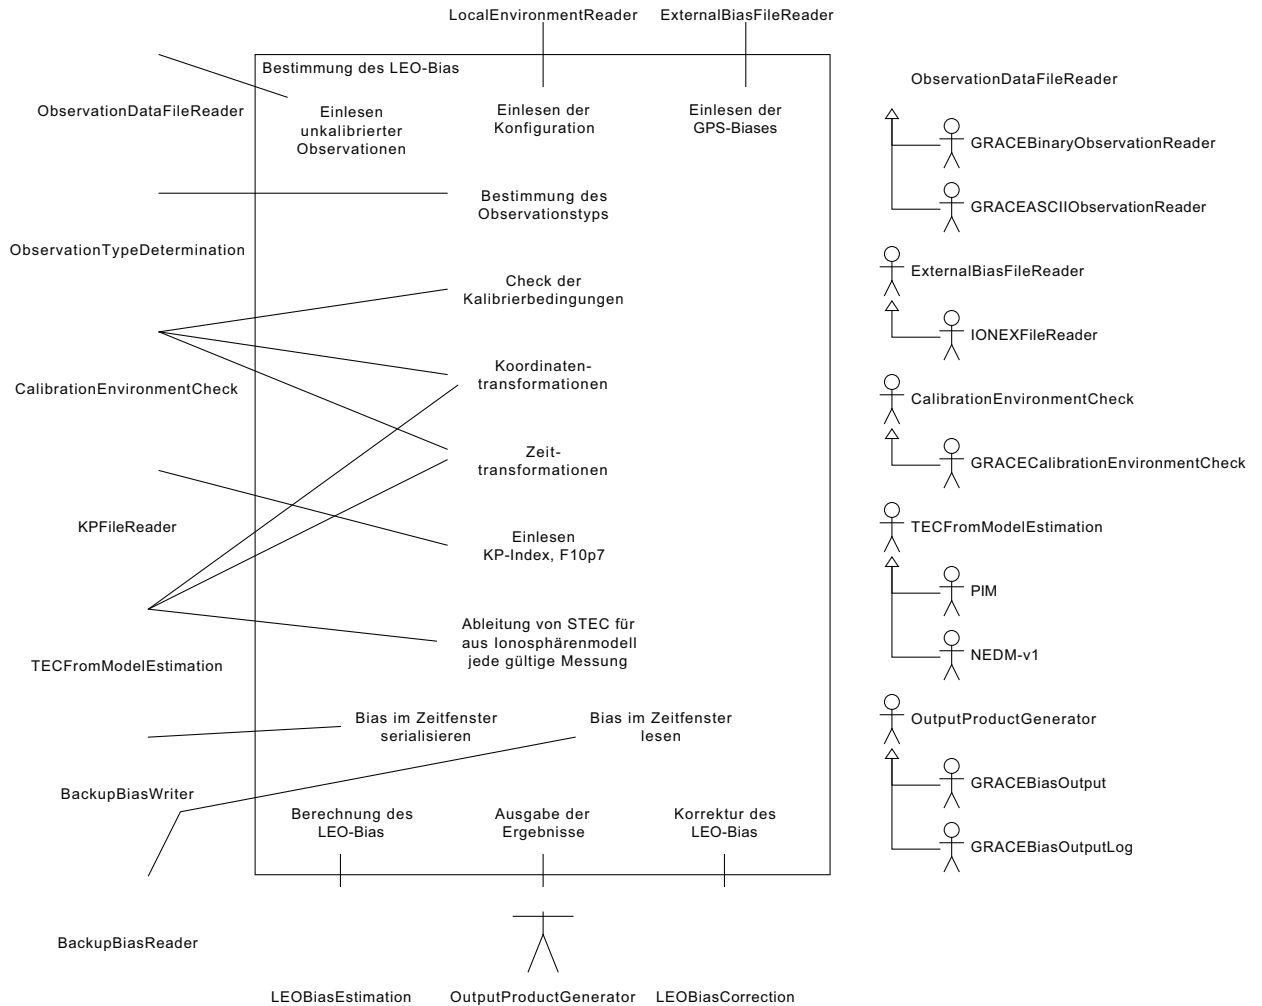 LocalEnvironmentReader
ExternalBiasFileReader
Bestimmung des LEO-Bias
ObservationDataFileReader
Einlesen
unkalibrierter
Observationen
Einlesen der
Konfiguration
Einlesen der
GPS-Biases
Bestimmung des
Observationstyps
ObservationTypeDetermination
Check der
Kalibrierbedingungen
Koordinaten-
transformationen
CalibrationEnvironmentCheck
Zeit-
transformationen
KPFileReader
Einlesen
KP-Index, F10p7
Ableitung von STEC für
aus Ionosphärenmodell
jede gültige Messung
TECFromModelEstimation
Bias im Zeitfenster
serialisieren
Bias im Zeitfenster
lesen
BackupBiasWriter
Berechnung des
LEO-Bias
Ausgabe der
Ergebnisse
Korrektur des
LEO-Bias
BackupBiasReader
LEOBiasEstimation
OutputProductGenerator
LEOBiasCorrection
ObservationDataFileReader
GRACEBinaryObservationReader
GRACEASCIIObservationReader
ExternalBiasFileReader
IONEXFileReader
CalibrationEnvironmentCheck
GRACECalibrationEnvironmentCheck
TECFromModelEstimation
PIM
NEDM-v1
OutputProductGenerator
GRACEBiasOutput
GRACEBiasOutputLog